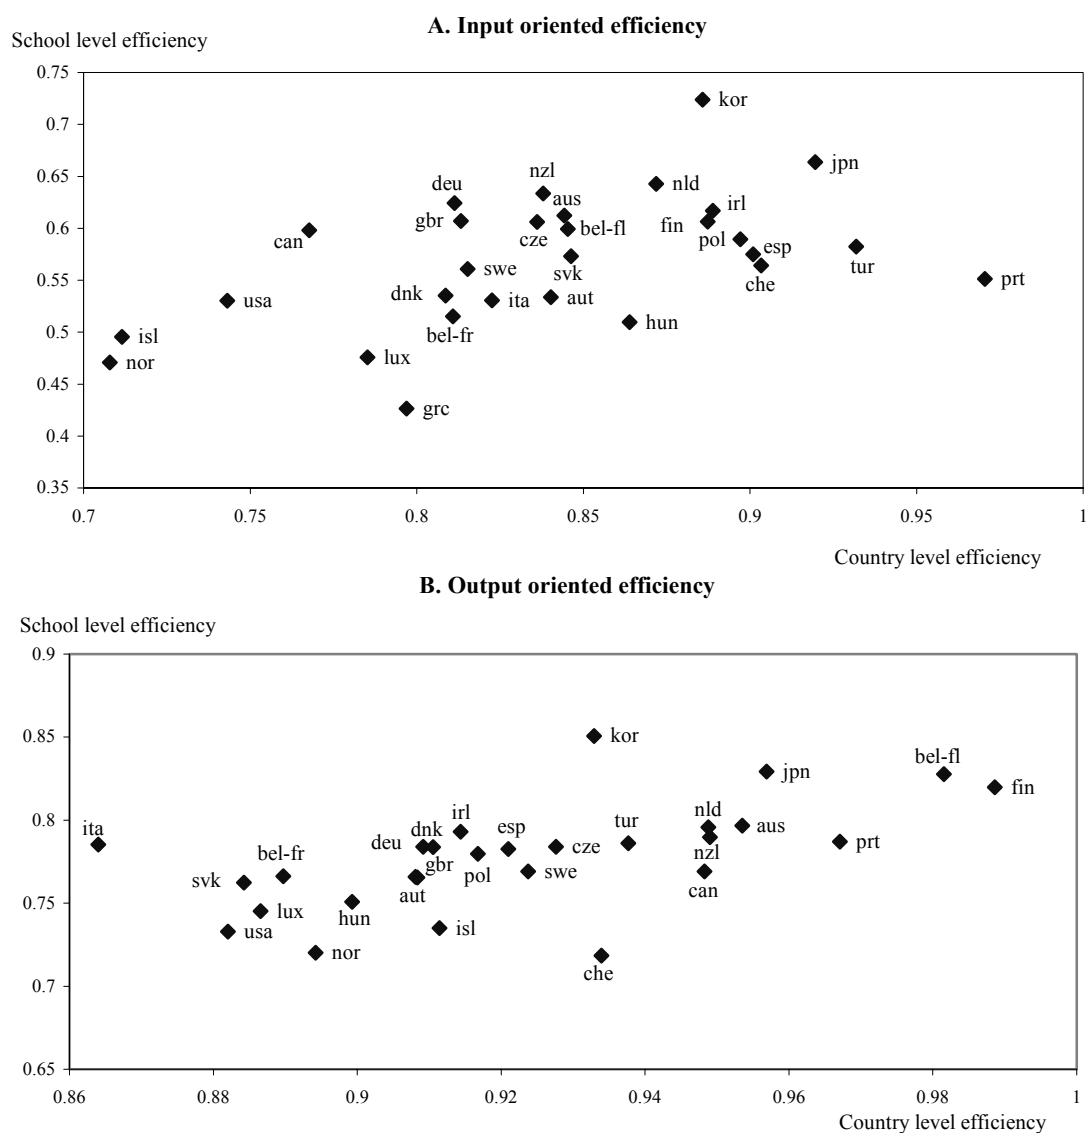 A. Input oriented efficiency
School level efficiency
0.75
kor
0.7
jpn
nzl
0.65
deu
nld
aus
irl
gbr
fin
0.6
can
cze
bel-fl
pol
esp
tur
swe
svk
che
prt
0.55
dnk
usa
ita
aut
bel-fr
hun
0.5
isl
nor
lux
0.45
grc
0.4
0.35
0.7 0.75 0.8 0.85 0.9 0.95 1
Country level efficiency
B. Output oriented efficiency
School level efficiency
0.9
0.85
kor
bel-fl
jpn
fin
irl
nld
tur
ita
dnk
esp
aus
0.8
deu
prt
cze
bel-fr
gbr
nzl
svk
pol
swe
aut
can
0.75
lux
hun
usa
isl
nor
che
0.7
0.65
0.86 0.88 0.9 0.92 0.94 0.96 0.98 1
Country level efficiency